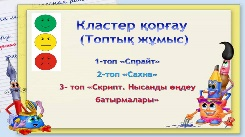 Кластер қорғау
(Топтық жұмыс)
1-топ «Спрайт»
2-топ «Сахна»
3- топ «Скрипт. Нысанды өңдеу
батырмалары»